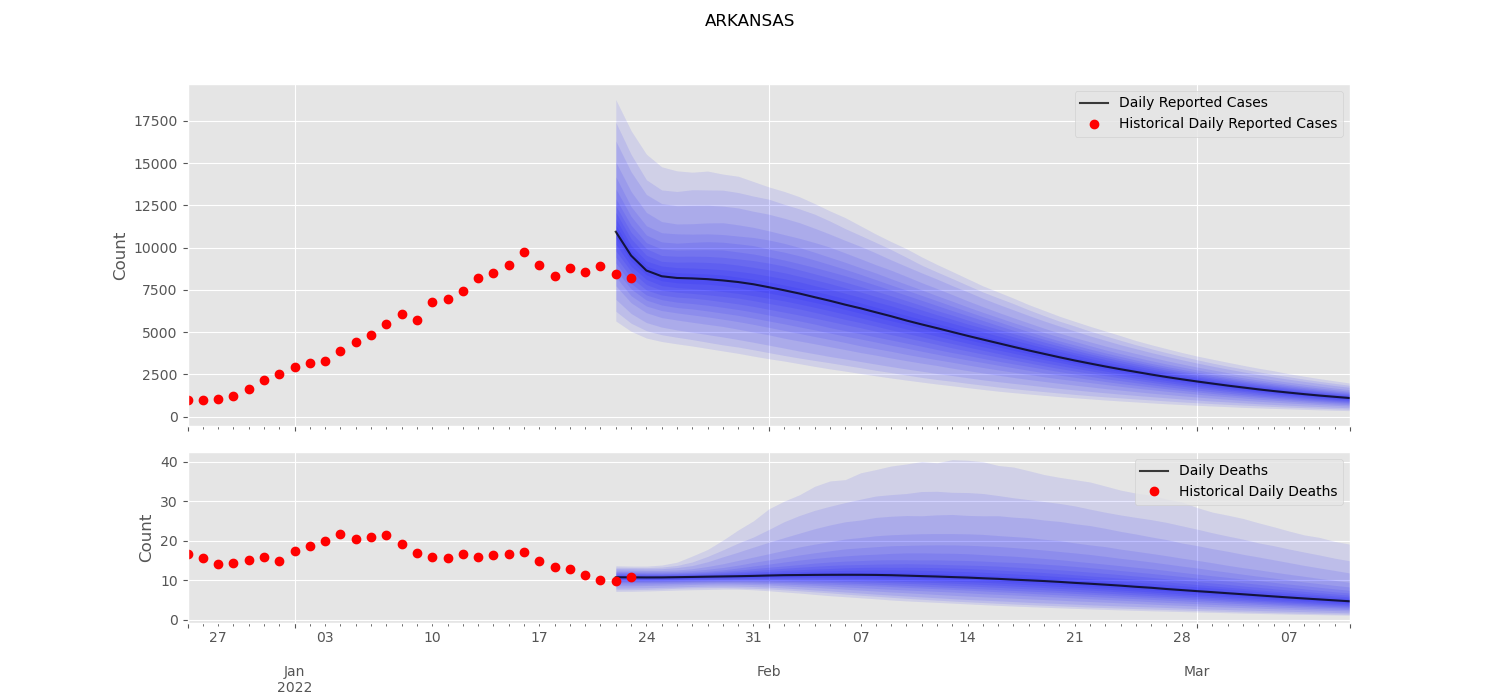 ARKANSAS
Daily Reported Cases
Historical Daily Reported Cases
Count
17500
15000
12500
10000
7500
5000
2500
0
Daily Deaths
Historical Daily Deaths
Count
40
30
20
10
0
27 03 10 17 24 31 07 14 21 28 07
Jan Feb Mar
2022